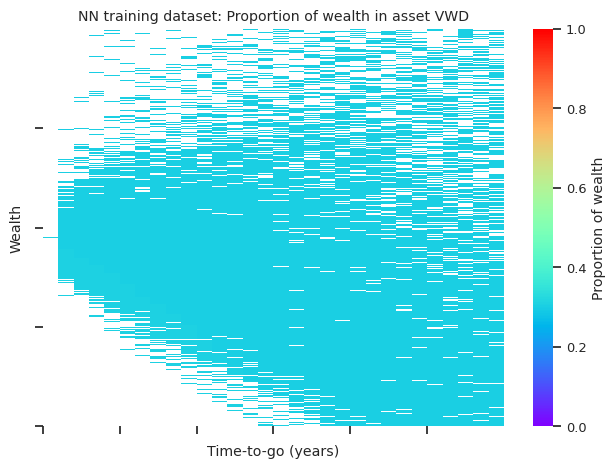 NN training dataset: Proportion of wealth in asset VWD
Wealth
Time-to-go (years)
1.0
0.8
0.6
0.4
0.2
0.0
Proportion of wealth